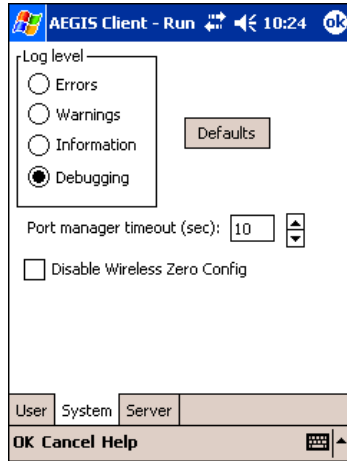 AEGIS Client - Run 10:24 ok
Log level
Errors
Warnings
Information
Debugging
Defaults
Port manager timeout (sec): 10
Disable Wireless Zero Config
User System Server
OK Cancel Help